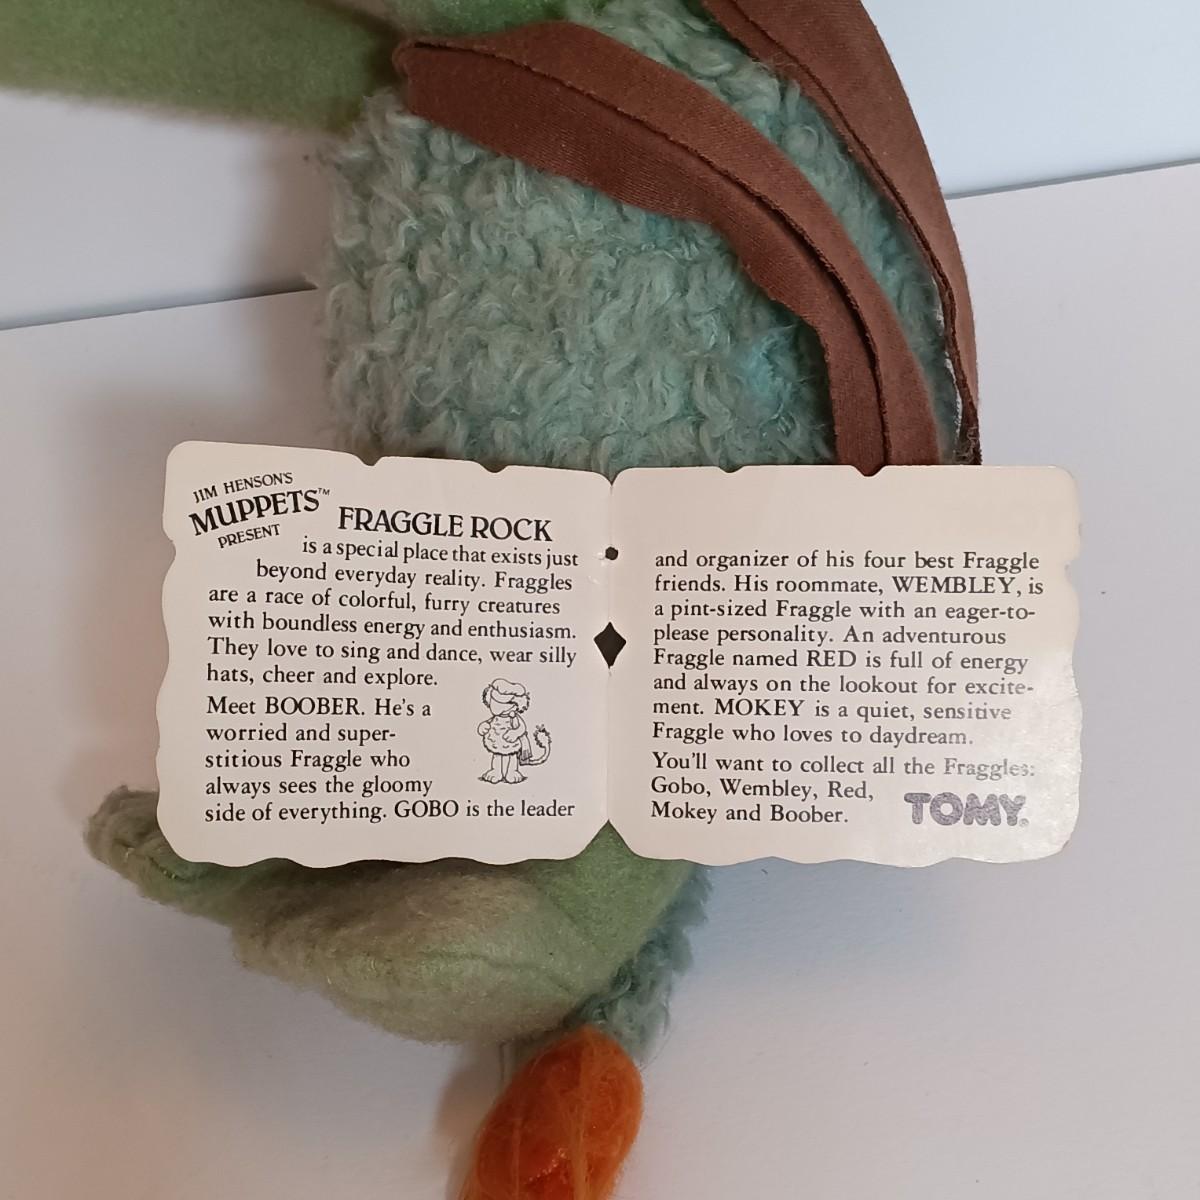 JIM HENSON'S
MUPPETS™
PRESENT
FRAGGLE ROCK
is a special place that exists just
beyond everyday reality. Fraggles
are a race of colorful, furry creatures
with boundless energy and enthusiasm.
They love to sing and dance, wear silly
hats, cheer and explore.
Meet BOOBER. He's a
worried and super-
stitious Fraggle who
always sees the gloomy
side of everything. GOBO is the leader
and organizer of his four best Fraggle
friends. His roommate, WEMBLEY, is
a pint-sized Fraggle with an eager-to-
please personality. An adventurous
Fraggle named RED is full of energy
and always on the lookout for excite-
ment. MOKEY is a quiet, sensitive
Fraggle who loves to daydream.
You'll want to collect all the Fraggles:
Gobo, Wembley, Red,
Mokey and Boober.
TOMY®